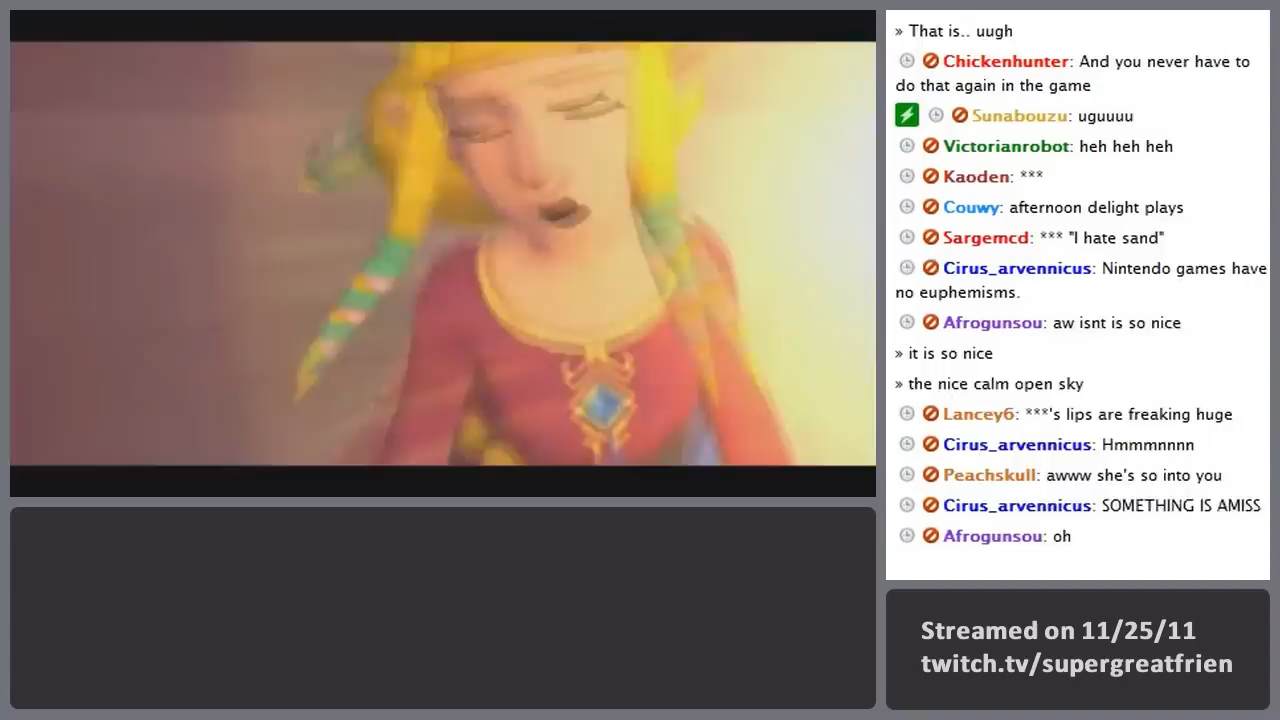 » That is.. uugh
Chickenhunter: And you never have to
do that again in the game
Sunabouzu: uguuuu
Victorianrobot: heh heh heh
Kaoden: ***
Couwy: afternoon delight plays
Sargemcd: *** "I hate sand"
Cirus_arvennicus: Nintendo games have
no euphemisms.
Afrogunsou: aw isnt is so nice
» it is so nice
» the nice calm open sky
Lancey6: ***'s lips are freaking huge
Cirus_arvennicus: Hmmmnnnn
Peachskull: awww she's so into you
Cirus_arvennicus: SOMETHING IS AMISS
Afrogunsou: oh
Streamed on 11/25/11
twitch.tv/supergreatfrien